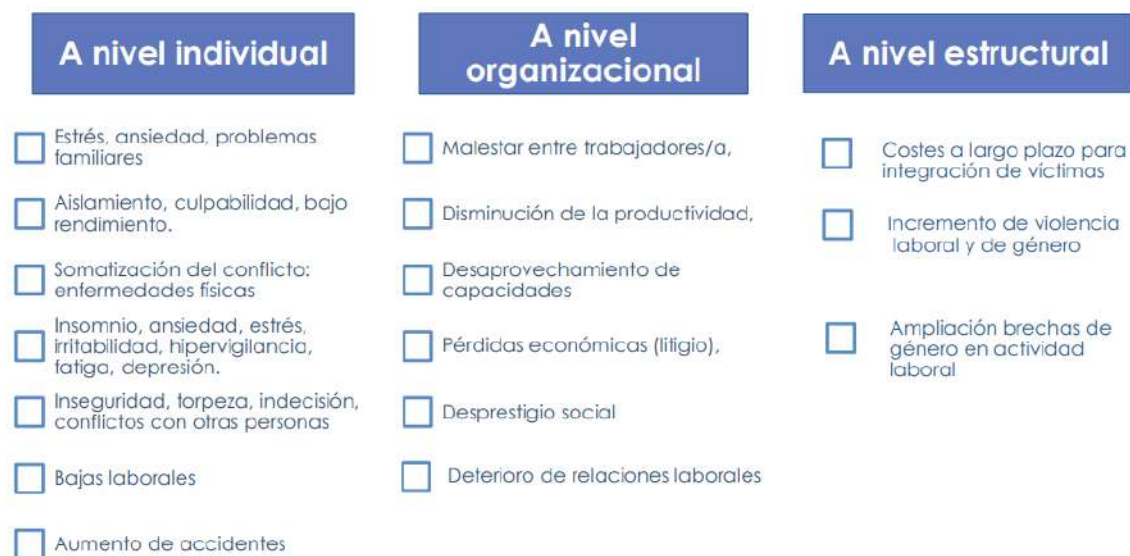 A nivel individual
Estrés, ansiedad, problemas
familiares
Aislamiento, culpabilidad, bajo
rendimiento.
Somatización del conflicto:
enfermedades físicas
Insomnio, ansiedad, estrés,
irritabilidad, hipervigilancia,
fatiga, depresión.
Inseguridad, torpeza, indecisión,
conflictos con otras personas
Bajas laborales
Aumento de accidentes
A nivel
organizacional
Malestar entre trabajadores/a,
Disminución de la productividad,
Desaprovechamiento de
capacidades
Pérdidas económicas (litigio),
Desprestigio social
Deterioro de relaciones laborales
A nivel estructural
Costes a largo plazo para
integración de víctimas
Incremento de violencia
laboral y de género
Ampliación brechas de
género en actividad
laboral